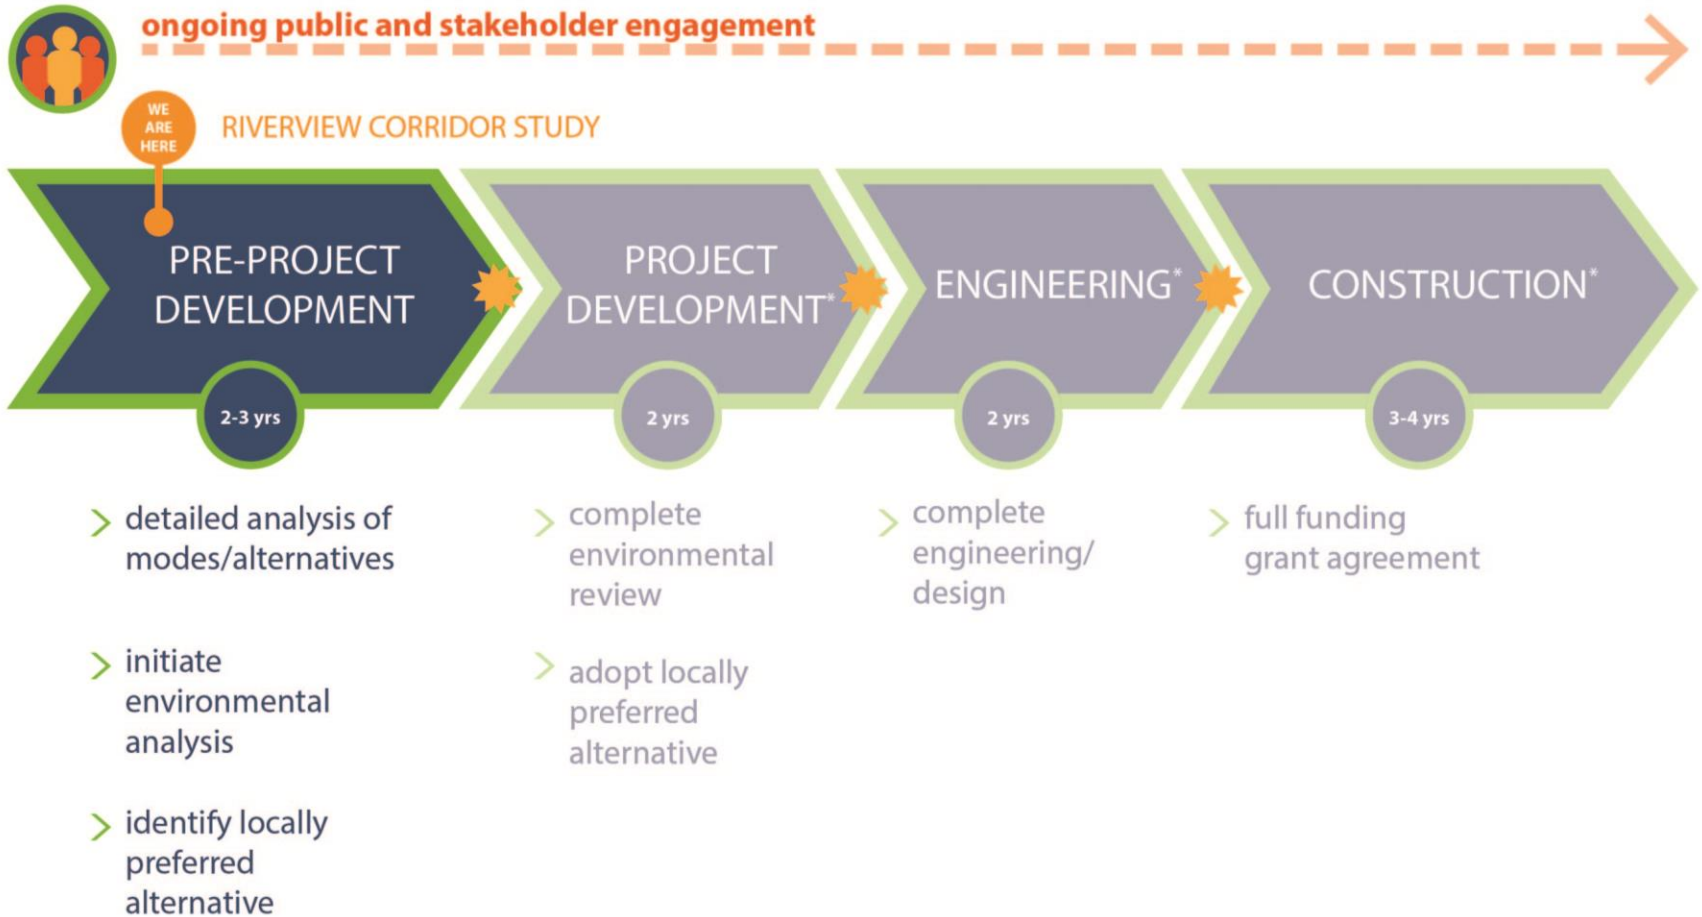 ongoing public and stakeholder engagement
WE
ARE
HERE
RIVERVIEW CORRIDOR STUDY
PRE-PROJECT
DEVELOPMENT
2-3 yrs
detailed analysis of
modes/alternatives
initiate
environmental
analysis
identify locally
preferred
alternative
PROJECT
DEVELOPMENT*
2 yrs
complete
environmental
review
adopt locally
preferred
alternative
ENGINEERING*
2 yrs
complete
engineering/
design
CONSTRUCTION*
3-4 yrs
full funding
grant agreement